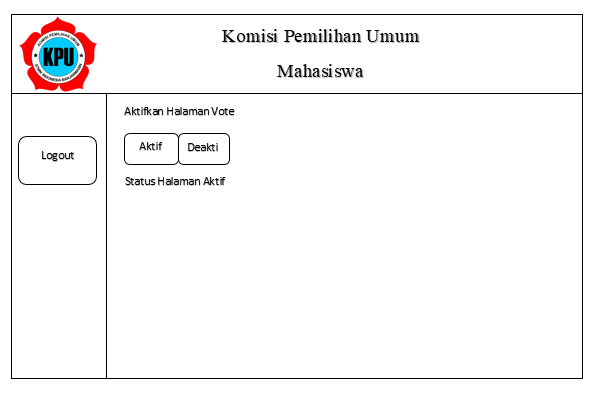 Komisi Pemilihan Umum
Mahasiswa
KPU
Aktifkan Halaman Vote
Logout
Aktif
Deakti
Status Halaman Aktif